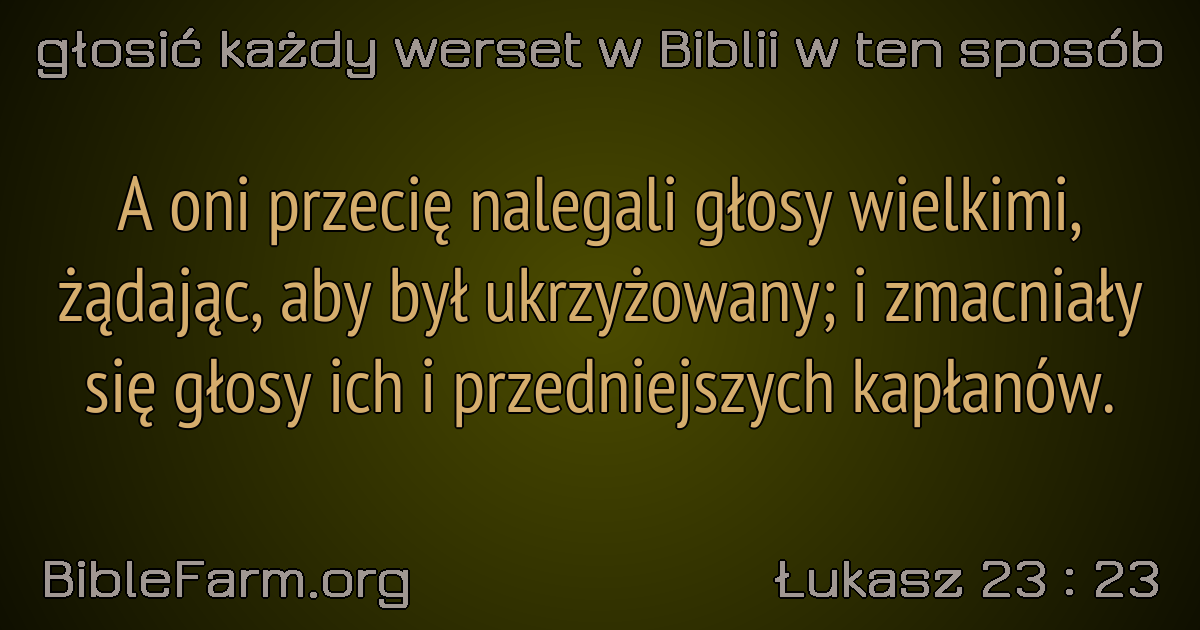 głosić każdy werset w Biblii w ten sposób
A oni przecię nalegali głosy wielkimi,
żądając, aby był ukrzyżowany; i zmacniały
się głosy ich i przedniejszych kapłanów.
BibleFarm.org
Łukasz 23 : 23